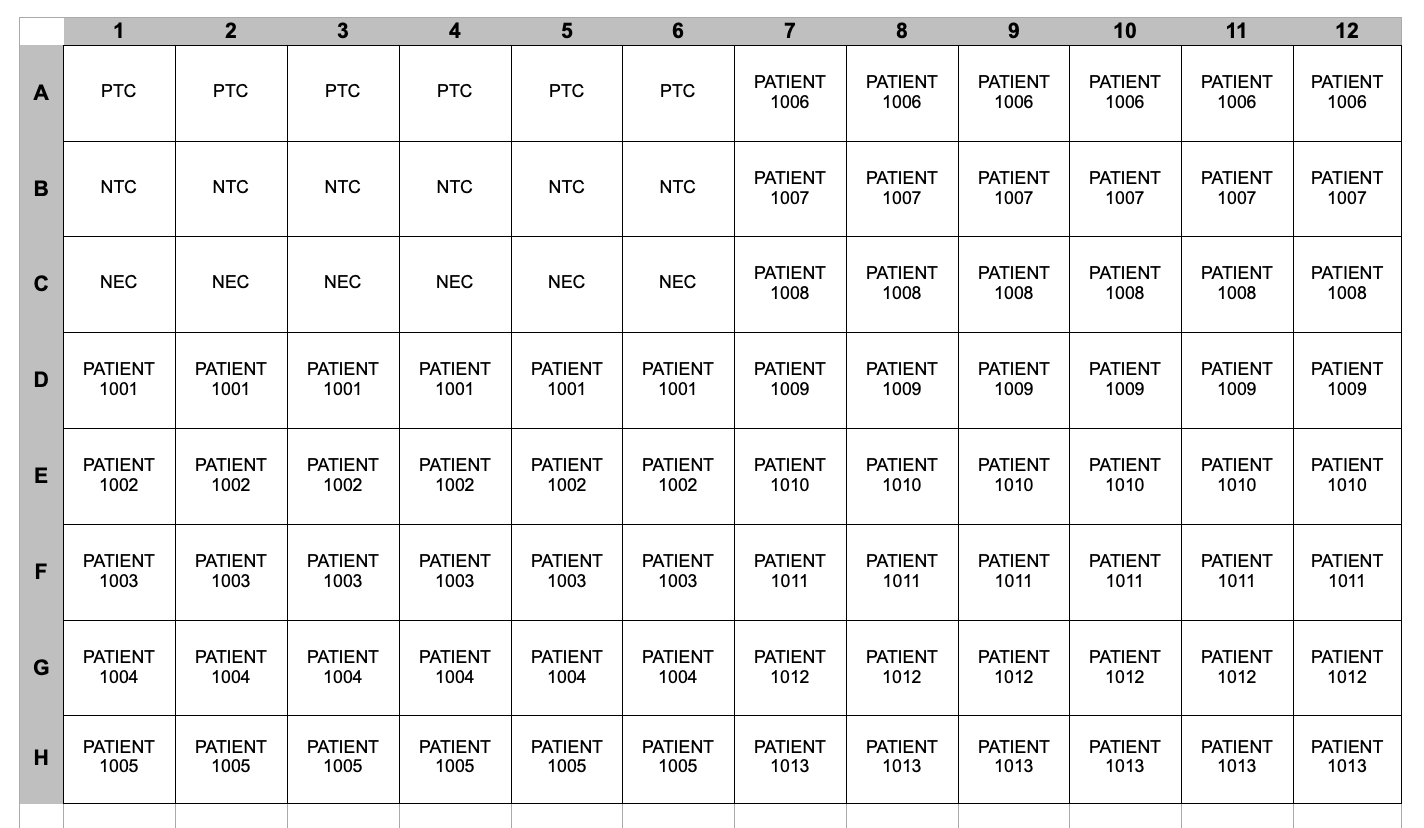 1 2 3 4 5 6 7 8 9 10 11 12
A PTC PTC PTC PTC PTC PTC PATIENT 1006 PATIENT 1006 PATIENT 1006 PATIENT 1006 PATIENT 1006 PATIENT 1006
B NTC NTC NTC NTC NTC NTC PATIENT 1007 PATIENT 1007 PATIENT 1007 PATIENT 1007 PATIENT 1007 PATIENT 1007
C NEC NEC NEC NEC NEC NEC PATIENT 1008 PATIENT 1008 PATIENT 1008 PATIENT 1008 PATIENT 1008 PATIENT 1008
D PATIENT 1001 PATIENT 1001 PATIENT 1001 PATIENT 1001 PATIENT 1001 PATIENT 1001 PATIENT 1009 PATIENT 1009 PATIENT 1009 PATIENT 1009 PATIENT 1009 PATIENT 1009
E PATIENT 1002 PATIENT 1002 PATIENT 1002 PATIENT 1002 PATIENT 1002 PATIENT 1002 PATIENT 1010 PATIENT 1010 PATIENT 1010 PATIENT 1010 PATIENT 1010 PATIENT 1010
F PATIENT 1003 PATIENT 1003 PATIENT 1003 PATIENT 1003 PATIENT 1003 PATIENT 1003 PATIENT 1011 PATIENT 1011 PATIENT 1011 PATIENT 1011 PATIENT 1011 PATIENT 1011
G PATIENT 1004 PATIENT 1004 PATIENT 1004 PATIENT 1004 PATIENT 1004 PATIENT 1004 PATIENT 1012 PATIENT 1012 PATIENT 1012 PATIENT 1012 PATIENT 1012 PATIENT 1012
H PATIENT 1005 PATIENT 1005 PATIENT 1005 PATIENT 1005 PATIENT 1005 PATIENT 1005 PATIENT 1013 PATIENT 1013 PATIENT 1013 PATIENT 1013 PATIENT 1013 PATIENT 1013